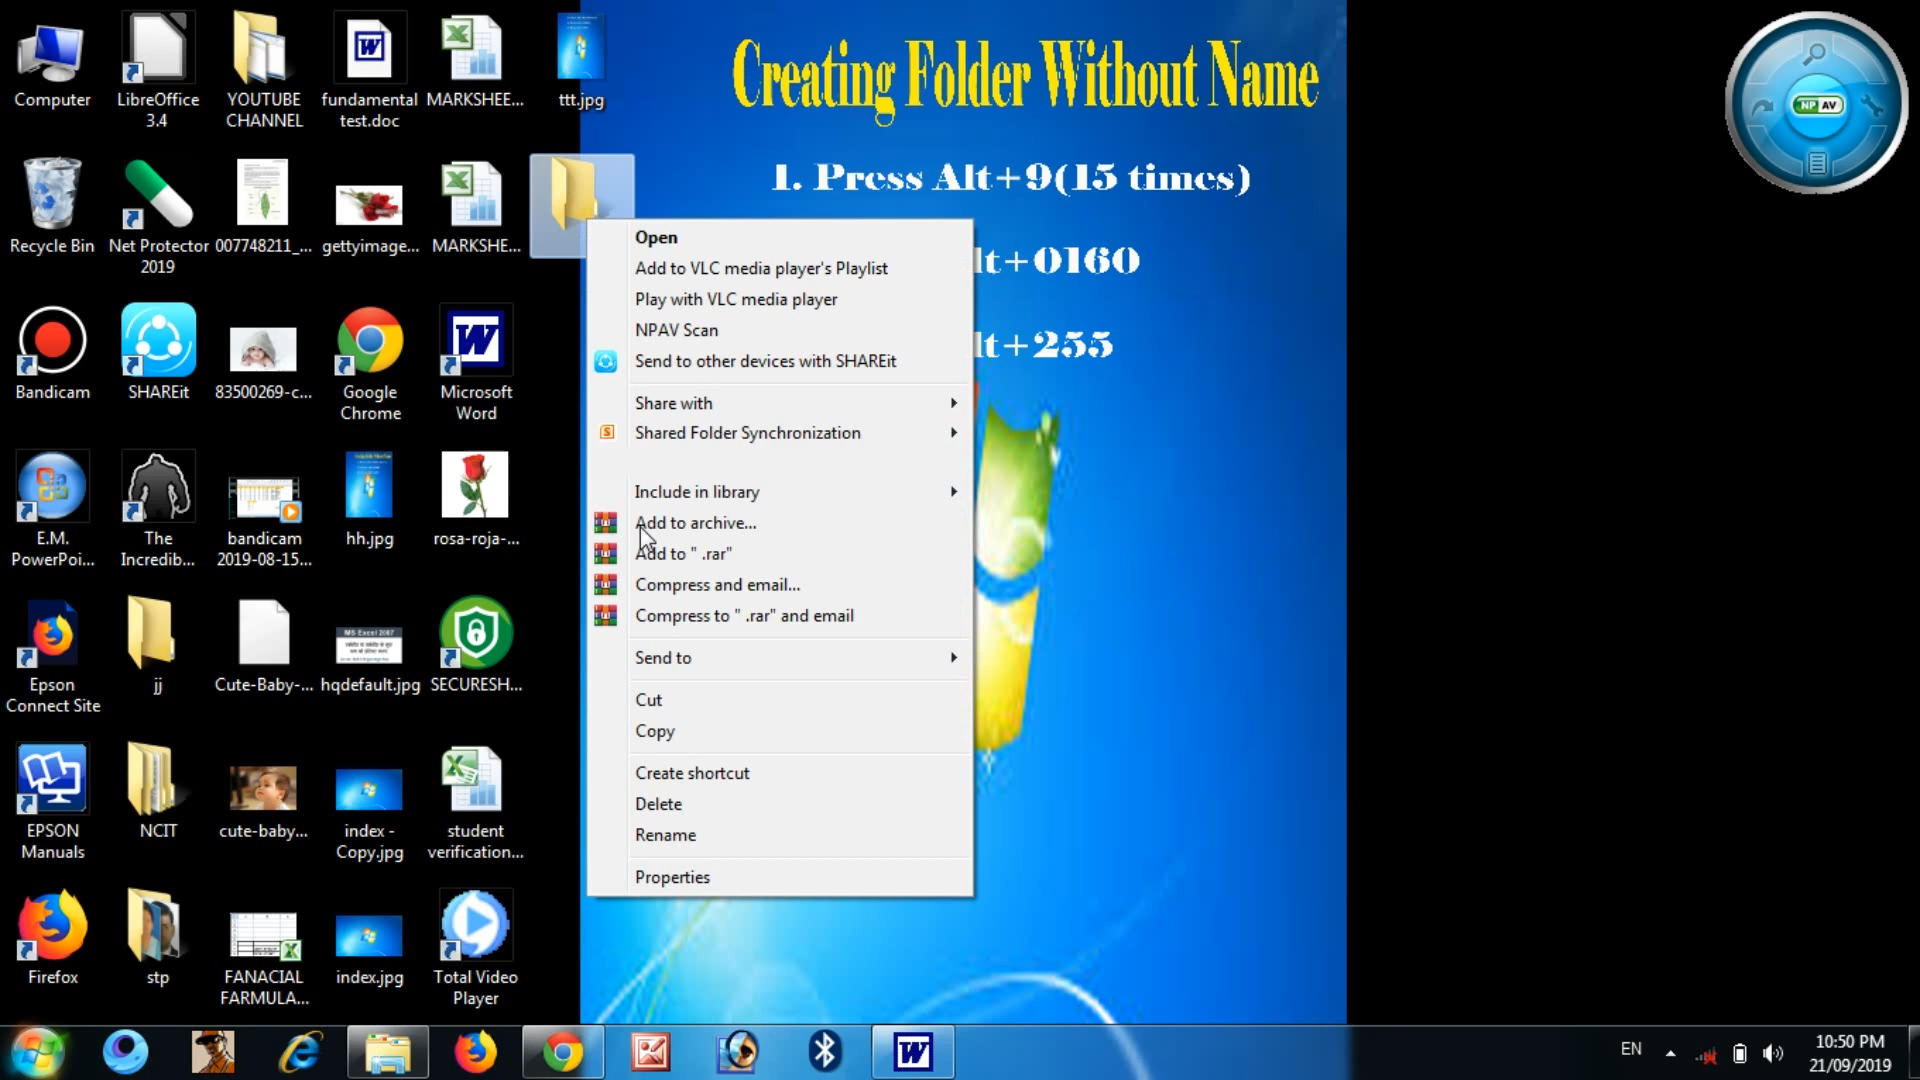 Computer
LibreOffice
3.4
YOUTUBE
CHANNEL
fundamental
test.doc
MARKSHEE...
ttt.jpg
Creating Folder Without Name
1. Press Alt+9(15 times)
lt+0160
lt+255
NP AV
Recycle Bin
Net Protector
2019
007748211_...
gettyimage...
MARKSHE...
Open
Add to VLC media player's Playlist
Play with VLC media player
NPAV Scan
Send to other devices with SHAREit
Share with
Shared Folder Synchronization
Include in library
Add to archive...
Add to " .rar"
Compress and email...
Compress to " .rar" and email
Send to
Cut
Copy
Create shortcut
Delete
Rename
Properties
Bandicam
SHAREit
83500269-c...
Google
Chrome
Microsoft
Word
E.M.
PowerPoi...
The
Incredib...
bandicam
2019-08-15...
hh.jpg
rosa-roja-...
Epson
Connect Site
jj
Cute-Baby-...
MS Excel 2007
hqdefault.jpg
SECURESH...
EPSON
Manuals
NCIT
cute-baby...
index -
Copy.jpg
student
verification...
Firefox
stp
FANACIAL
FARMULA...
index.jpg
Total Video
Player
EN
10:50 PM
21/09/2019